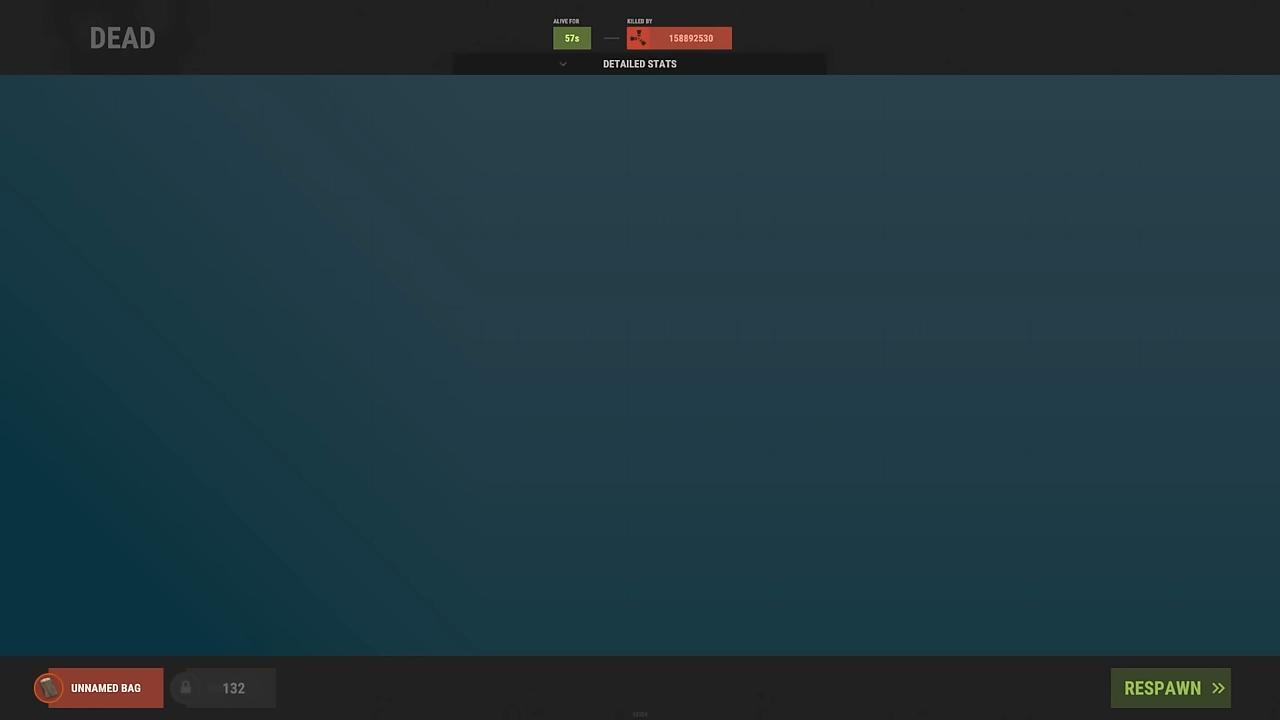 DEAD
ALIVE FOR
57s
KILLED BY
158892530
DETAILED STATS
UNNAMED BAG
132
RESPAWN